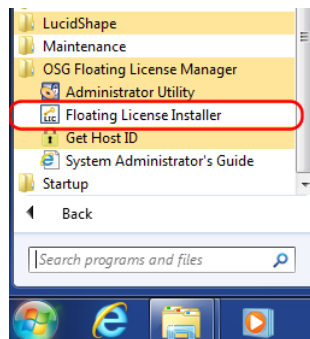 LucidShape
Maintenance
OSG Floating License Manager
Administrator Utility
LIC
Floating License Installer
Get Host ID
System Administrator's Guide
Startup
Back
Search programs and files